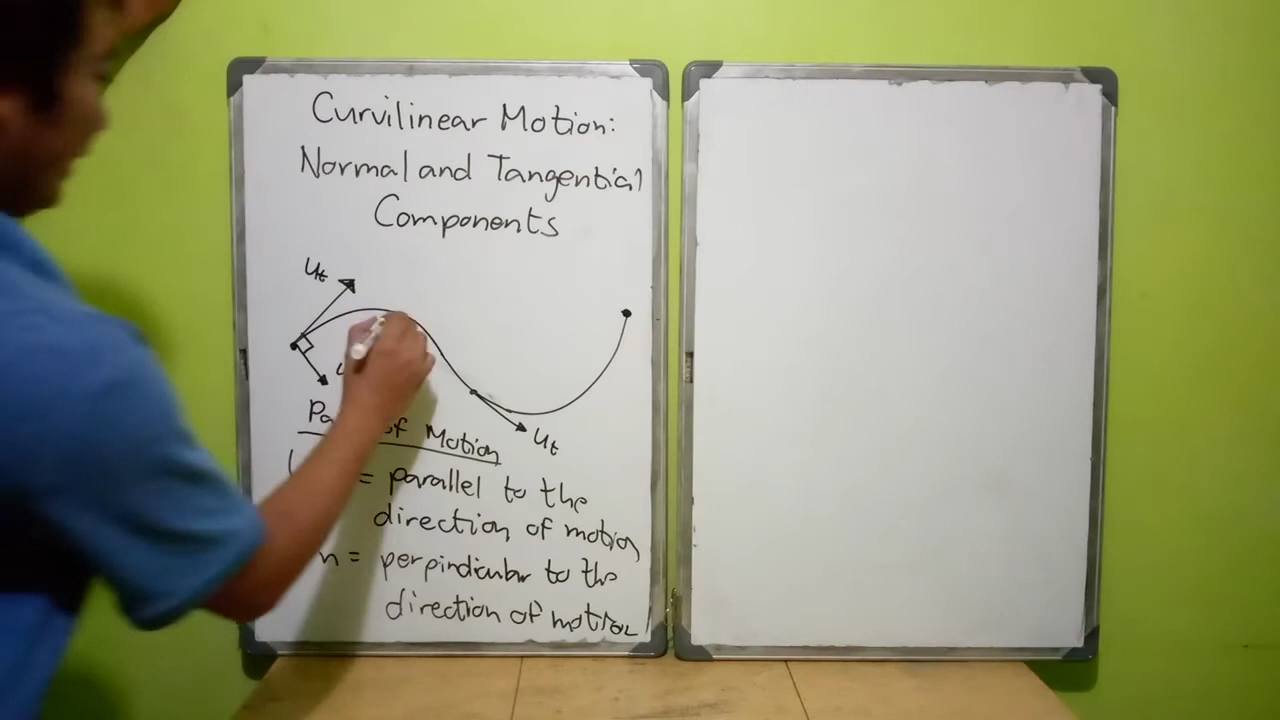 Curvilinear Motion:
Normal and Tangential
Components
ut
ut
of Motion
= parallel to the
direction of motion
n = perpindicular to the
direction of motion